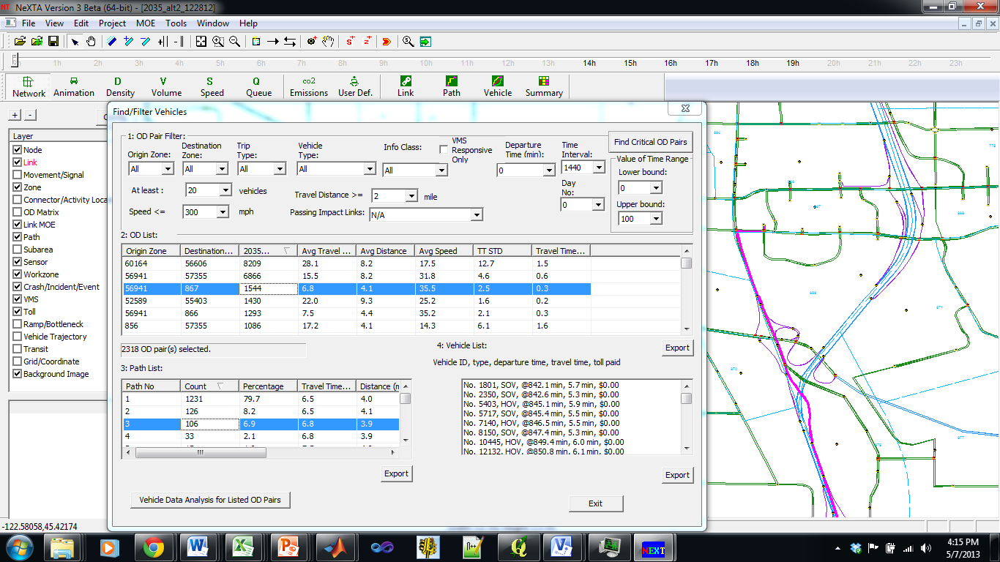 NeXTA Version 3 Beta (64-bit) - [2035_alt2_122812]
File View Edit Project MOE Tools Window Help
1h 2h 3h 4h 5h 6h 7h 8h 9h 10h 11h 12h 13h 14h 15h 16h 17h 18h 19h 20h 21h 22h 23h
Network Animation Density Volume Speed Queue Emissions User Def. Link Path Vehicle Summary
+ -
Layer
Node
Link
Movement/Signal
Zone
Connector/Activity Loca
OD Matrix
Link MOE
Path
Subarea
Sensor
Workzone
Crash/Incident/Event
VMS
Toll
Ramp/Bottleneck
Vehicle Trajectory
Transit
Grid/Coordinate
Background Image
Find/Filter Vehicles
1: OD Pair Filter:
Origin Zone: All
Destination Zone: All
Trip Type: All
Vehicle Type: All
Info Class: All
VMS Responsive Only
Departure Time (min): 0
Time Interval: 1440
Find Critical OD Pairs
At least : 20 vehicles
Travel Distance >= 2 mile
Day No: 0
Value of Time Range
Lower bound: 0
Upper bound: 100
Speed <= 300 mph
Passing Impact Links: N/A
2: OD List:
Origin Zone Destination... 2035... Avg Travel ... Avg Distance Avg Speed TT STD Travel Time...
60164 56606 8209 28.1 8.2 17.5 12.7 1.5
56941 57355 6866 15.5 8.2 31.8 4.6 0.6
56941 867 1544 6.8 4.1 35.5 2.5 0.3
52589 55403 1430 22.0 9.3 25.2 1.6 0.2
56941 866 1293 7.5 4.4 35.2 2.1 0.3
856 57355 1086 17.2 4.1 14.3 6.1 1.6
2318 OD pair(s) selected.
Export
3: Path List:
Path No Count Percentage Travel Time... Distance (m
1 1231 79.7 6.5 4.0
2 126 8.2 6.5 4.1
3 106 6.9 6.8 3.9
4 33 2.1 6.8 3.9
Export
4: Vehicle List:
Vehicle ID, type, departure time, travel time, toll paid
No. 1801, SOV, @842.1 min, 5.7 min, $0.00
No. 2350, SOV, @842.6 min, 5.3 min, $0.00
No. 5403, HOV, @845.1 min, 5.9 min, $0.00
No. 5717, SOV, @845.4 min, 5.5 min, $0.00
No. 7140, HOV, @846.5 min, 5.5 min, $0.00
No. 8150, SOV, @847.4 min, 5.3 min, $0.00
No. 10445, HOV, @849.4 min, 6.0 min, $0.00
No. 12132, HOV, @850.8 min, 6.1 min, $0.00
Export
Vehicle Data Analysis for Listed OD Pairs
Exit
-122.58058,45.42174
NEXT
4:15 PM
5/7/2013